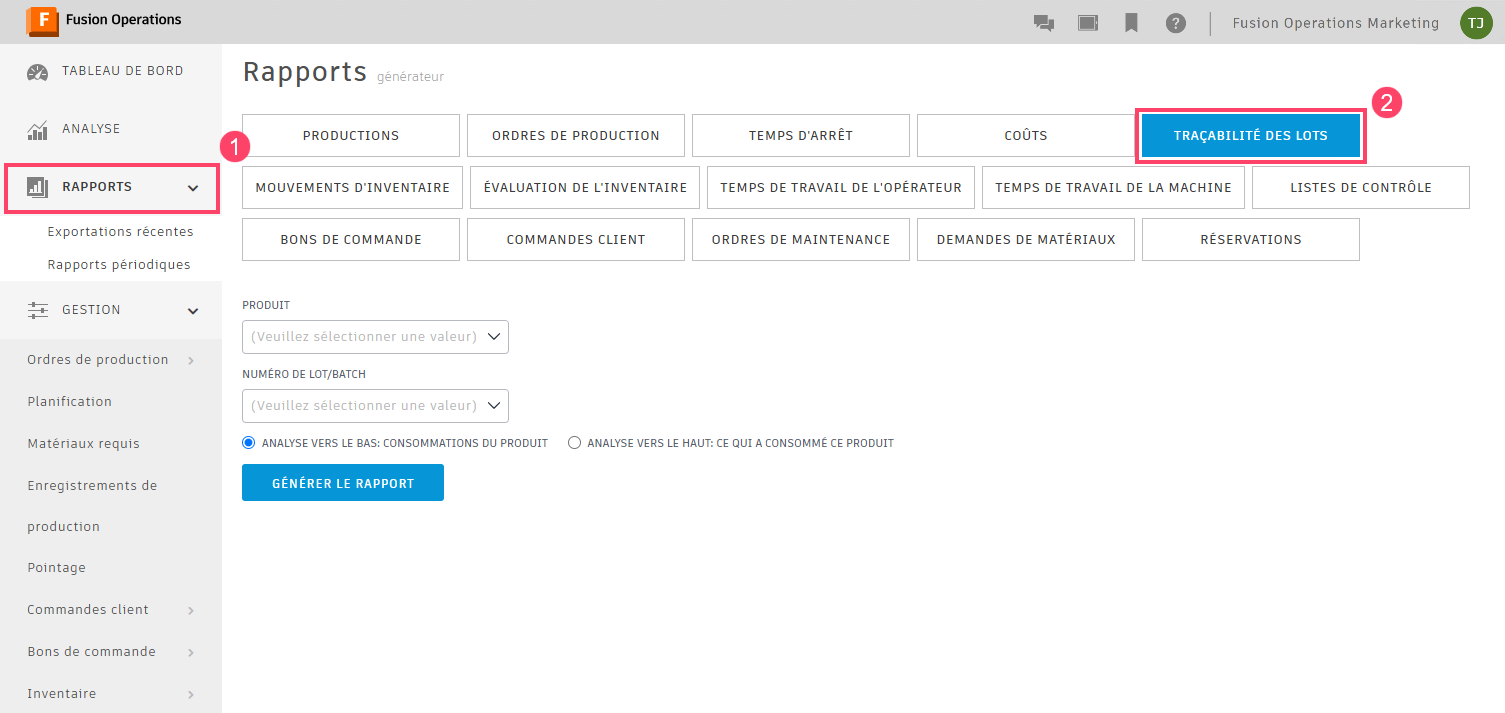 F Fusion Operations
? Fusion Operations Marketing TJ
TABLEAU DE BORD
ANALYSE
1
RAPPORTS
Exportations récentes
Rapports périodiques
GESTION
Ordres de production
Planification
Matériaux requis
Enregistrements de
production
Pointage
Commandes client
Bons de commande
Inventaire
Rapports générateur
2
PRODUCTIONS ORDRES DE PRODUCTION TEMPS D'ARRÊT COÛTS TRAÇABILITÉ DES LOTS
MOUVEMENTS D'INVENTAIRE ÉVALUATION DE L'INVENTAIRE TEMPS DE TRAVAIL DE L'OPÉRATEUR TEMPS DE TRAVAIL DE LA MACHINE LISTES DE CONTRÔLE
BONS DE COMMANDE COMMANDES CLIENT ORDRES DE MAINTENANCE DEMANDES DE MATÉRIAUX RÉSERVATIONS
PRODUIT
(Veuillez sélectionner une valeur)
NUMÉRO DE LOT/BATCH
(Veuillez sélectionner une valeur)
ANALYSE VERS LE BAS: CONSOMMATIONS DU PRODUIT ANALYSE VERS LE HAUT: CE QUI A CONSOMMÉ CE PRODUIT
GÉNÉRER LE RAPPORT